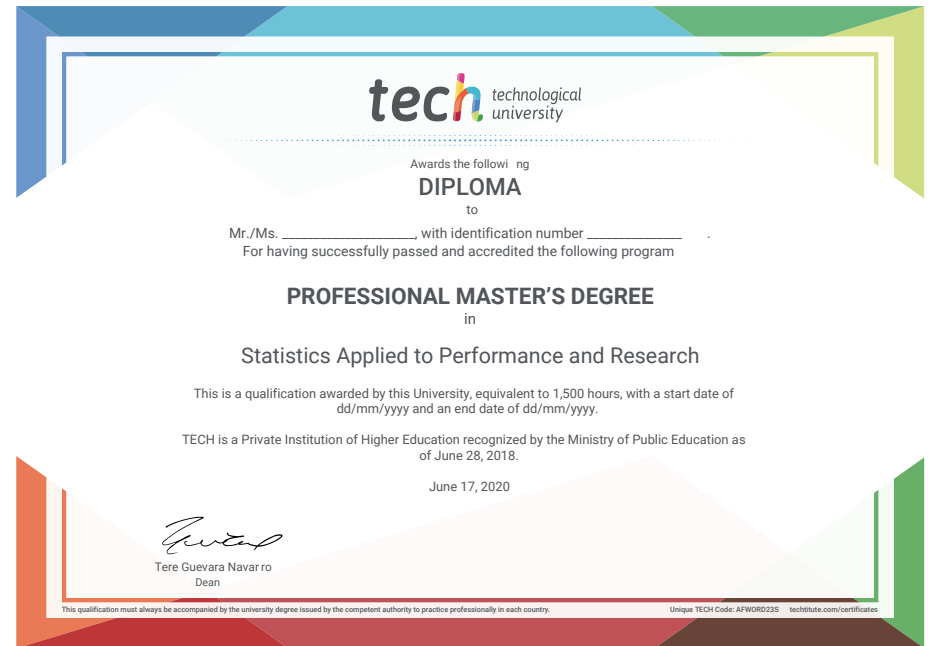 tech technological
university
Awards the followi ng
DIPLOMA
to
Mr./Ms. ____________________, with identification number ______________ .
For having successfully passed and accredited the following program
PROFESSIONAL MASTER’S DEGREE
in
Statistics Applied to Performance and Research
This is a qualification awarded by this University, equivalent to 1,500 hours, with a start date of
dd/mm/yyyy and an end date of dd/mm/yyyy.
TECH is a Private Institution of Higher Education recognized by the Ministry of Public Education as
of June 28, 2018.
June 17, 2020
Tere Guevara Navar ro
Dean
This qualification must always be accompanied by the university degree issued by the competent authority to practice professionally in each country.
Unique TECH Code: AFWORD23S techtitute.com/certificates